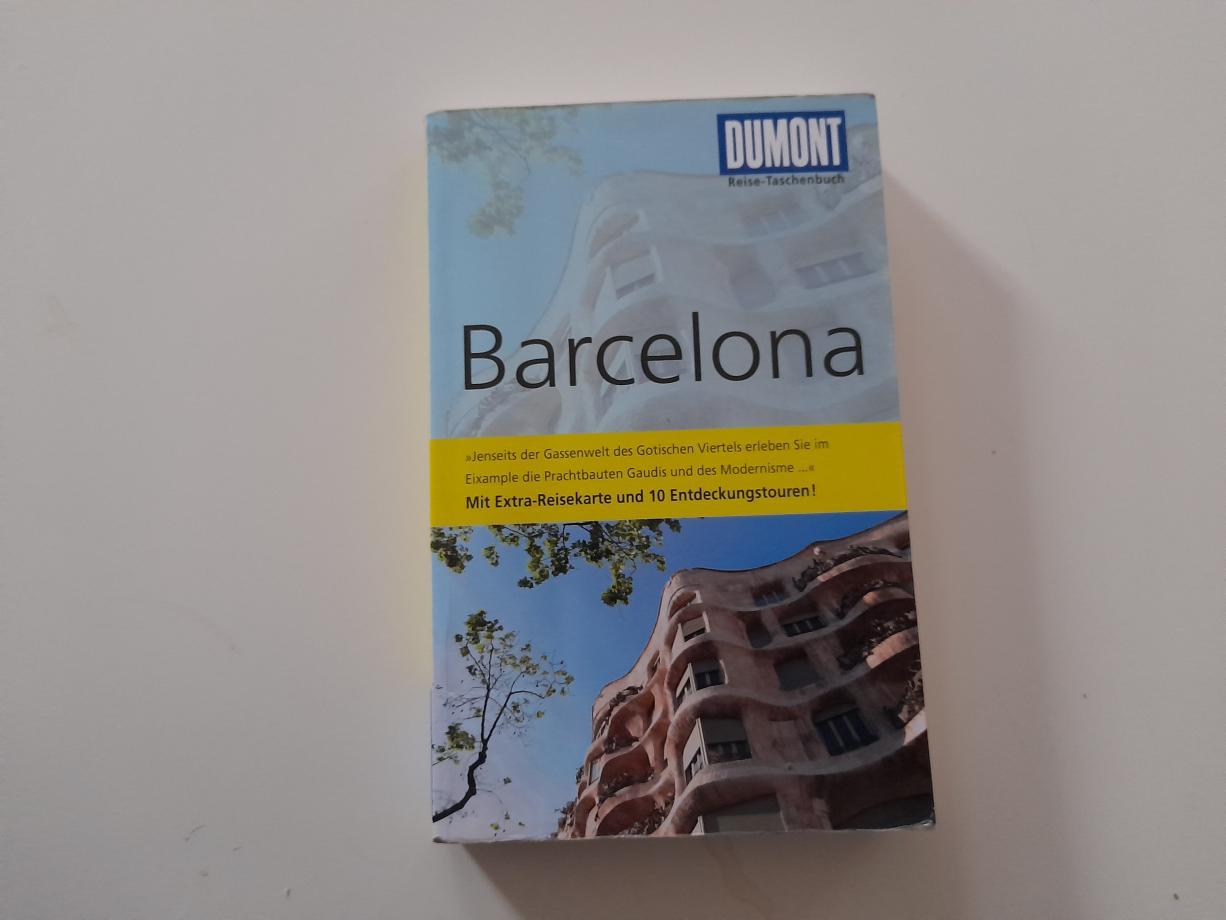 DUMONT
Reise-Taschenbuch
Barcelona
»Jenseits der Gassenwelt des Gotischen Viertels erleben Sie im
Eixample die Prachtbauten Gaudis und des Modernisme ...«
Mit Extra-Reisekarte und 10 Entdeckungstouren!